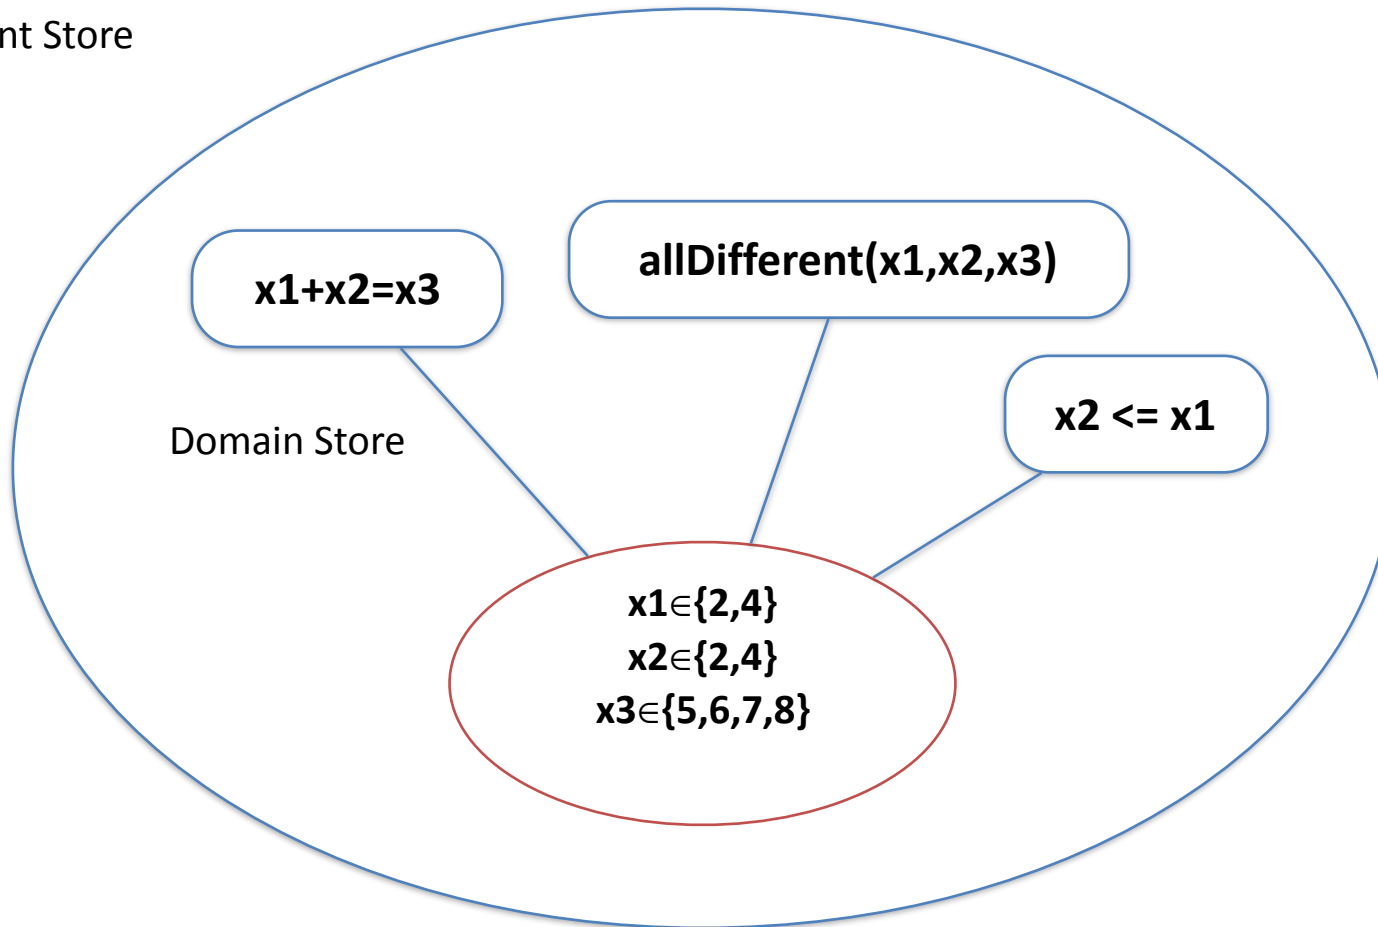 nt Store
allDifferent(x1,x2,x3)
x1+x2=x3
x2 <= x1
Domain Store
x1∈{2,4}
x2∈{2,4}
x3∈{5,6,7,8}